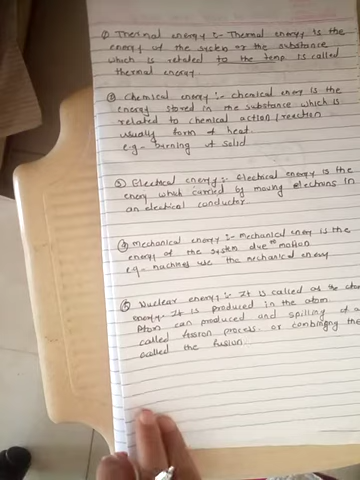 ① Thermal energy :- Thermal energy is the
energy of the system or the substance
which is related to the temp. is called
thermal energy.
② Chemical energy :- chemical energy is the
energy stored in the substance which is
related to chemical action / reaction
usually form of heat.
e.g - burning of solid
③ Electrical energy :- Electrical energy is the
energy which carried by moving electrons in
an electrical conductor.
④ mechanical energy :- mechanical energy is the
energy of the system due to motion
e.g - machines use the mechanical energy
⑤ Nuclear energy :- It is called as the
energy. It is produced in the atom.
Atom can produced and spilling of a
called fission process. or combinging the
called the fusion